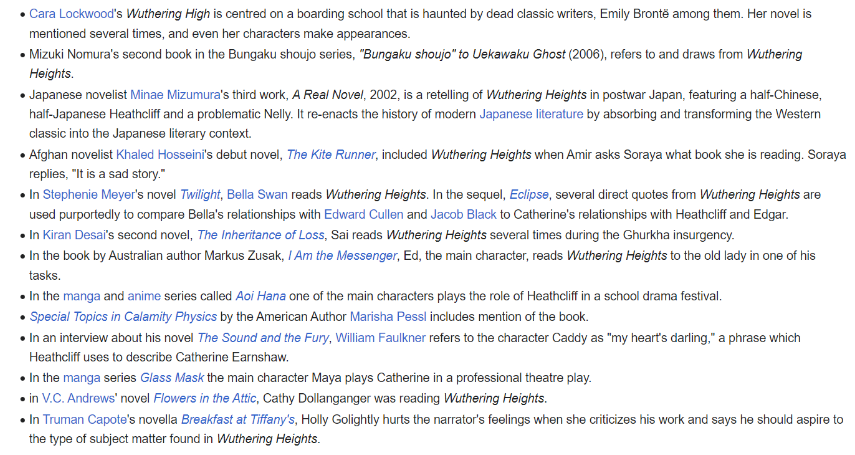 • Cara Lockwood's Wuthering High is centred on a boarding school that is haunted by dead classic writers, Emily Brontë among them. Her novel is
mentioned several times, and even her characters make appearances.
• Mizuki Nomura's second book in the Bungaku shoujo series, "Bungaku shoujo" to Uekawaku Ghost (2006), refers to and draws from Wuthering
Heights.
• Japanese novelist Minae Mizumura's third work, A Real Novel, 2002, is a retelling of Wuthering Heights in postwar Japan, featuring a half-Chinese,
half-Japanese Heathcliff and a problematic Nelly. It re-enacts the history of modern Japanese literature by absorbing and transforming the Western
classic into the Japanese literary context.
• Afghan novelist Khaled Hosseini's debut novel, The Kite Runner, included Wuthering Heights when Amir asks Soraya what book she is reading. Soraya
replies, "It is a sad story."
• In Stephenie Meyer's novel Twilight, Bella Swan reads Wuthering Heights. In the sequel, Eclipse, several direct quotes from Wuthering Heights are
used purportedly to compare Bella's relationships with Edward Cullen and Jacob Black to Catherine's relationships with Heathcliff and Edgar.
• In Kiran Desai's second novel, The Inheritance of Loss, Sai reads Wuthering Heights several times during the Ghurkha insurgency.
• In the book by Australian author Markus Zusak, I Am the Messenger, Ed, the main character, reads Wuthering Heights to the old lady in one of his
tasks.
• In the manga and anime series called Aoi Hana one of the main characters plays the role of Heathcliff in a school drama festival.
• Special Topics in Calamity Physics by the American Author Marisha Pessl includes mention of the book.
• In an interview about his novel The Sound and the Fury, William Faulkner refers to the character Caddy as "my heart's darling," a phrase which
Heathcliff uses to describe Catherine Earnshaw.
• In the manga series Glass Mask the main character Maya plays Catherine in a professional theatre play.
• in V.C. Andrews' novel Flowers in the Attic, Cathy Dollanganger was reading Wuthering Heights.
• In Truman Capote's novella Breakfast at Tiffany's, Holly Golightly hurts the narrator's feelings when she criticizes his work and says he should aspire to
the type of subject matter found in Wuthering Heights.